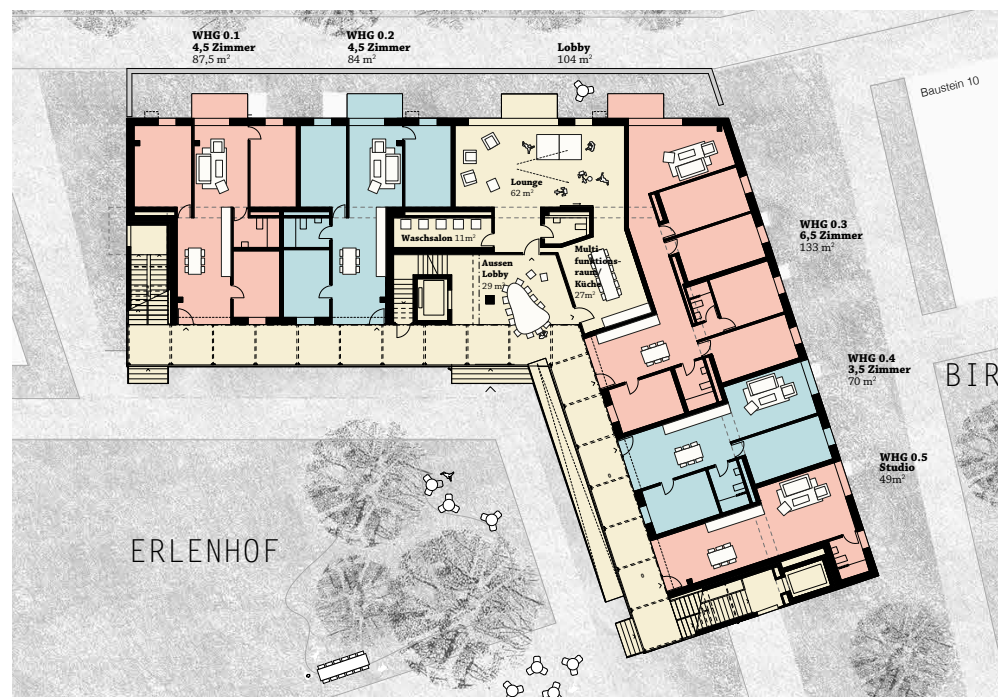 WHG 0.1
4,5 Zimmer
87,5 m²
WHG 0.2
4,5 Zimmer
84 m²
Lobby
104 m²
Baustein 10
Lounge
62 m²
WHG 0.3
6,5 Zimmer
133 m²
Waschsalon 11m²
Aussen
Lobby
29 m²
Multi
funktions-
raum/
Küche
27m²
WHG 0.4
3,5 Zimmer
70 m²
BIR
WHG 0.5
Studio
49m²
ERLENHOF